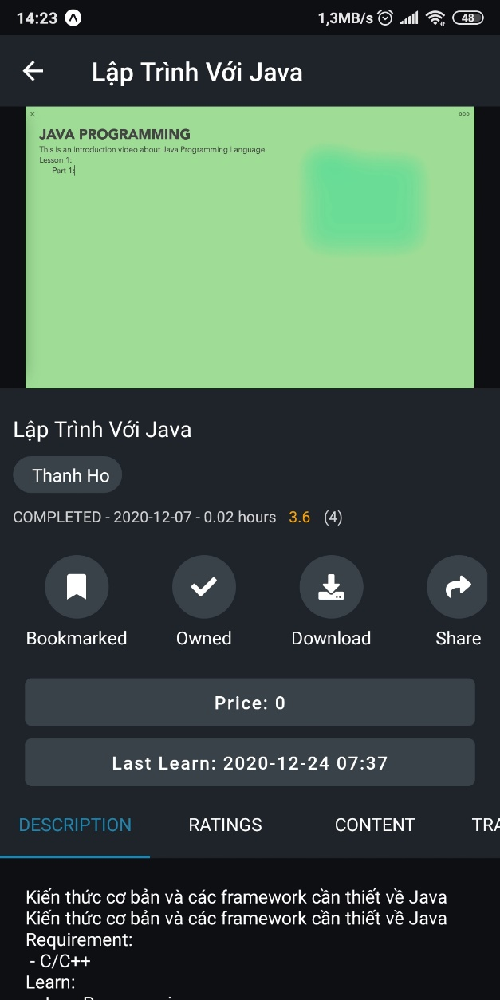 14:23
1,3MB/s
48
Lập Trình Với Java
JAVA PROGRAMMING
This is an introduction video about Java Programming Language
Lesson 1:
Part 1:
Lập Trình Với Java
Thanh Ho
COMPLETED - 2020-12-07 - 0.02 hours 3.6 (4)
Bookmarked Owned Download Share
Price: 0
Last Learn: 2020-12-24 07:37
DESCRIPTION RATINGS CONTENT TRA
Kiến thức cơ bản và các framework cần thiết về Java
Kiến thức cơ bản và các framework cần thiết về Java
Requirement:
- C/C++
Learn: